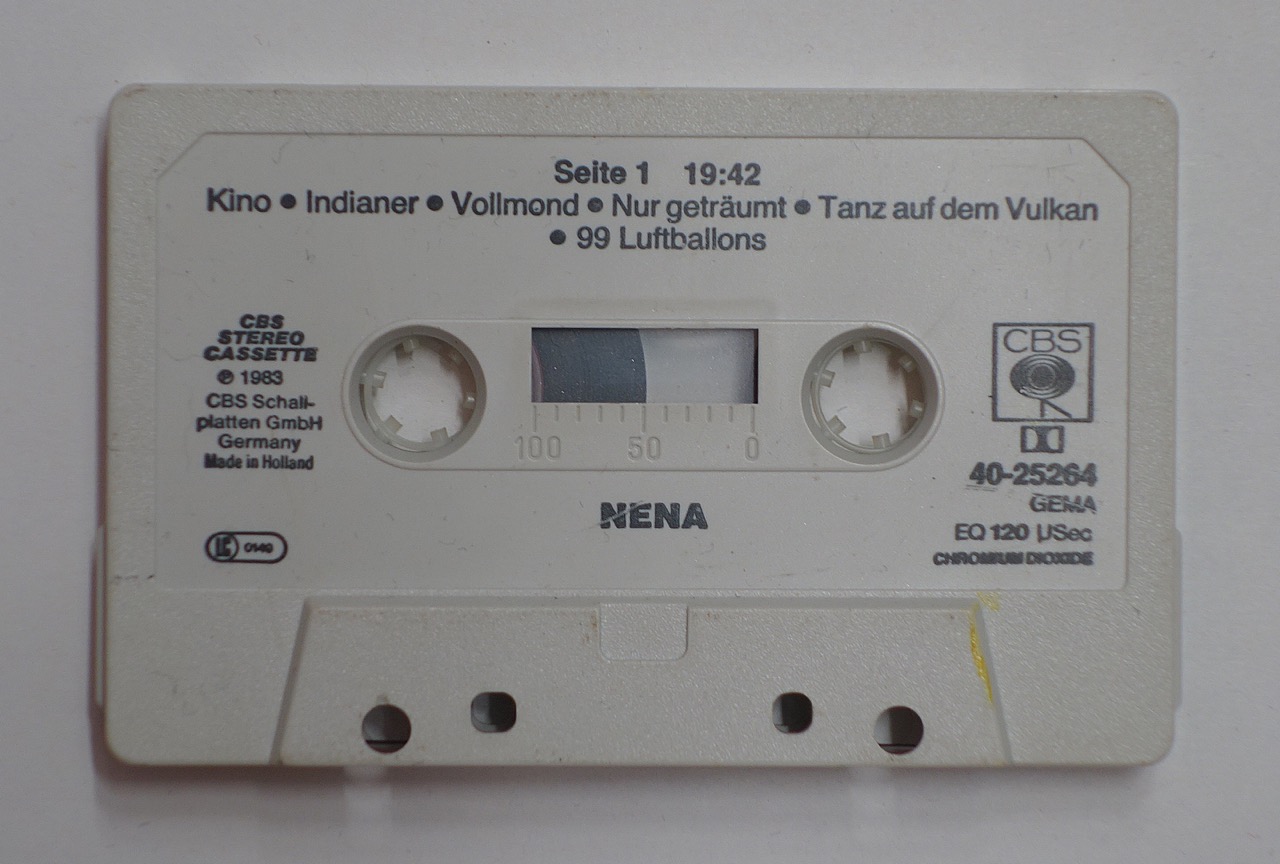 Seite 1 19:42
Kino • Indianer • Vollmond • Nur geträumt • Tanz auf dem Vulkan
• 99 Luftballons
CBS
STEREO
CASSETTE
℗ 1983
CBS Schall-
platten GmbH
Germany
Made in Holland
LC 0149
100 50 0
NENA
CBS
40-25264
GEMA
EQ 120 µSec
CHROMIUM DIOXIDE